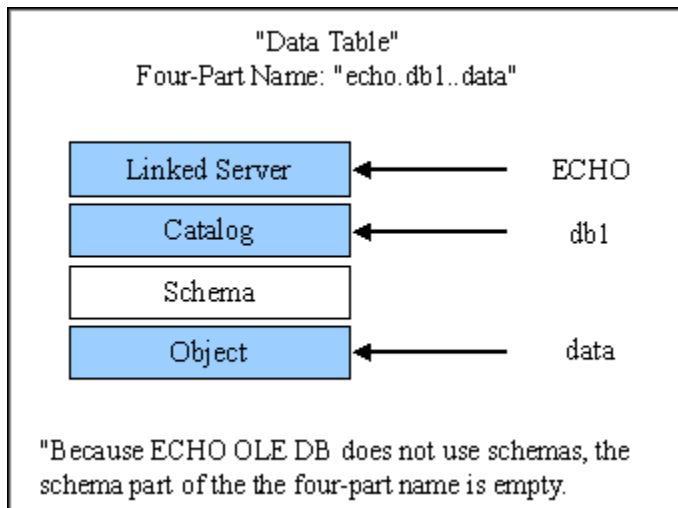 "Data Table"
Four-Part Name: "echo.db1..data"
Linked Server
ECHO
Catalog
db1
Schema
Object
data
"Because ECHO OLE DB does not use schemas, the
schema part of the the four-part name is empty.